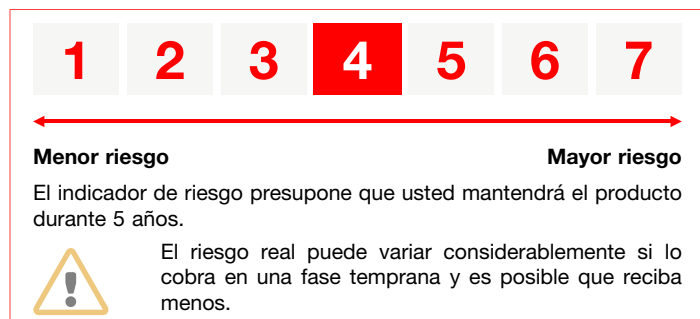 1 2 3 4 5 6 7
Menor riesgo Mayor riesgo
El indicador de riesgo presupone que usted mantendrá el producto
durante 5 años.
El riesgo real puede variar considerablemente si lo
cobra en una fase temprana y es posible que reciba
menos.